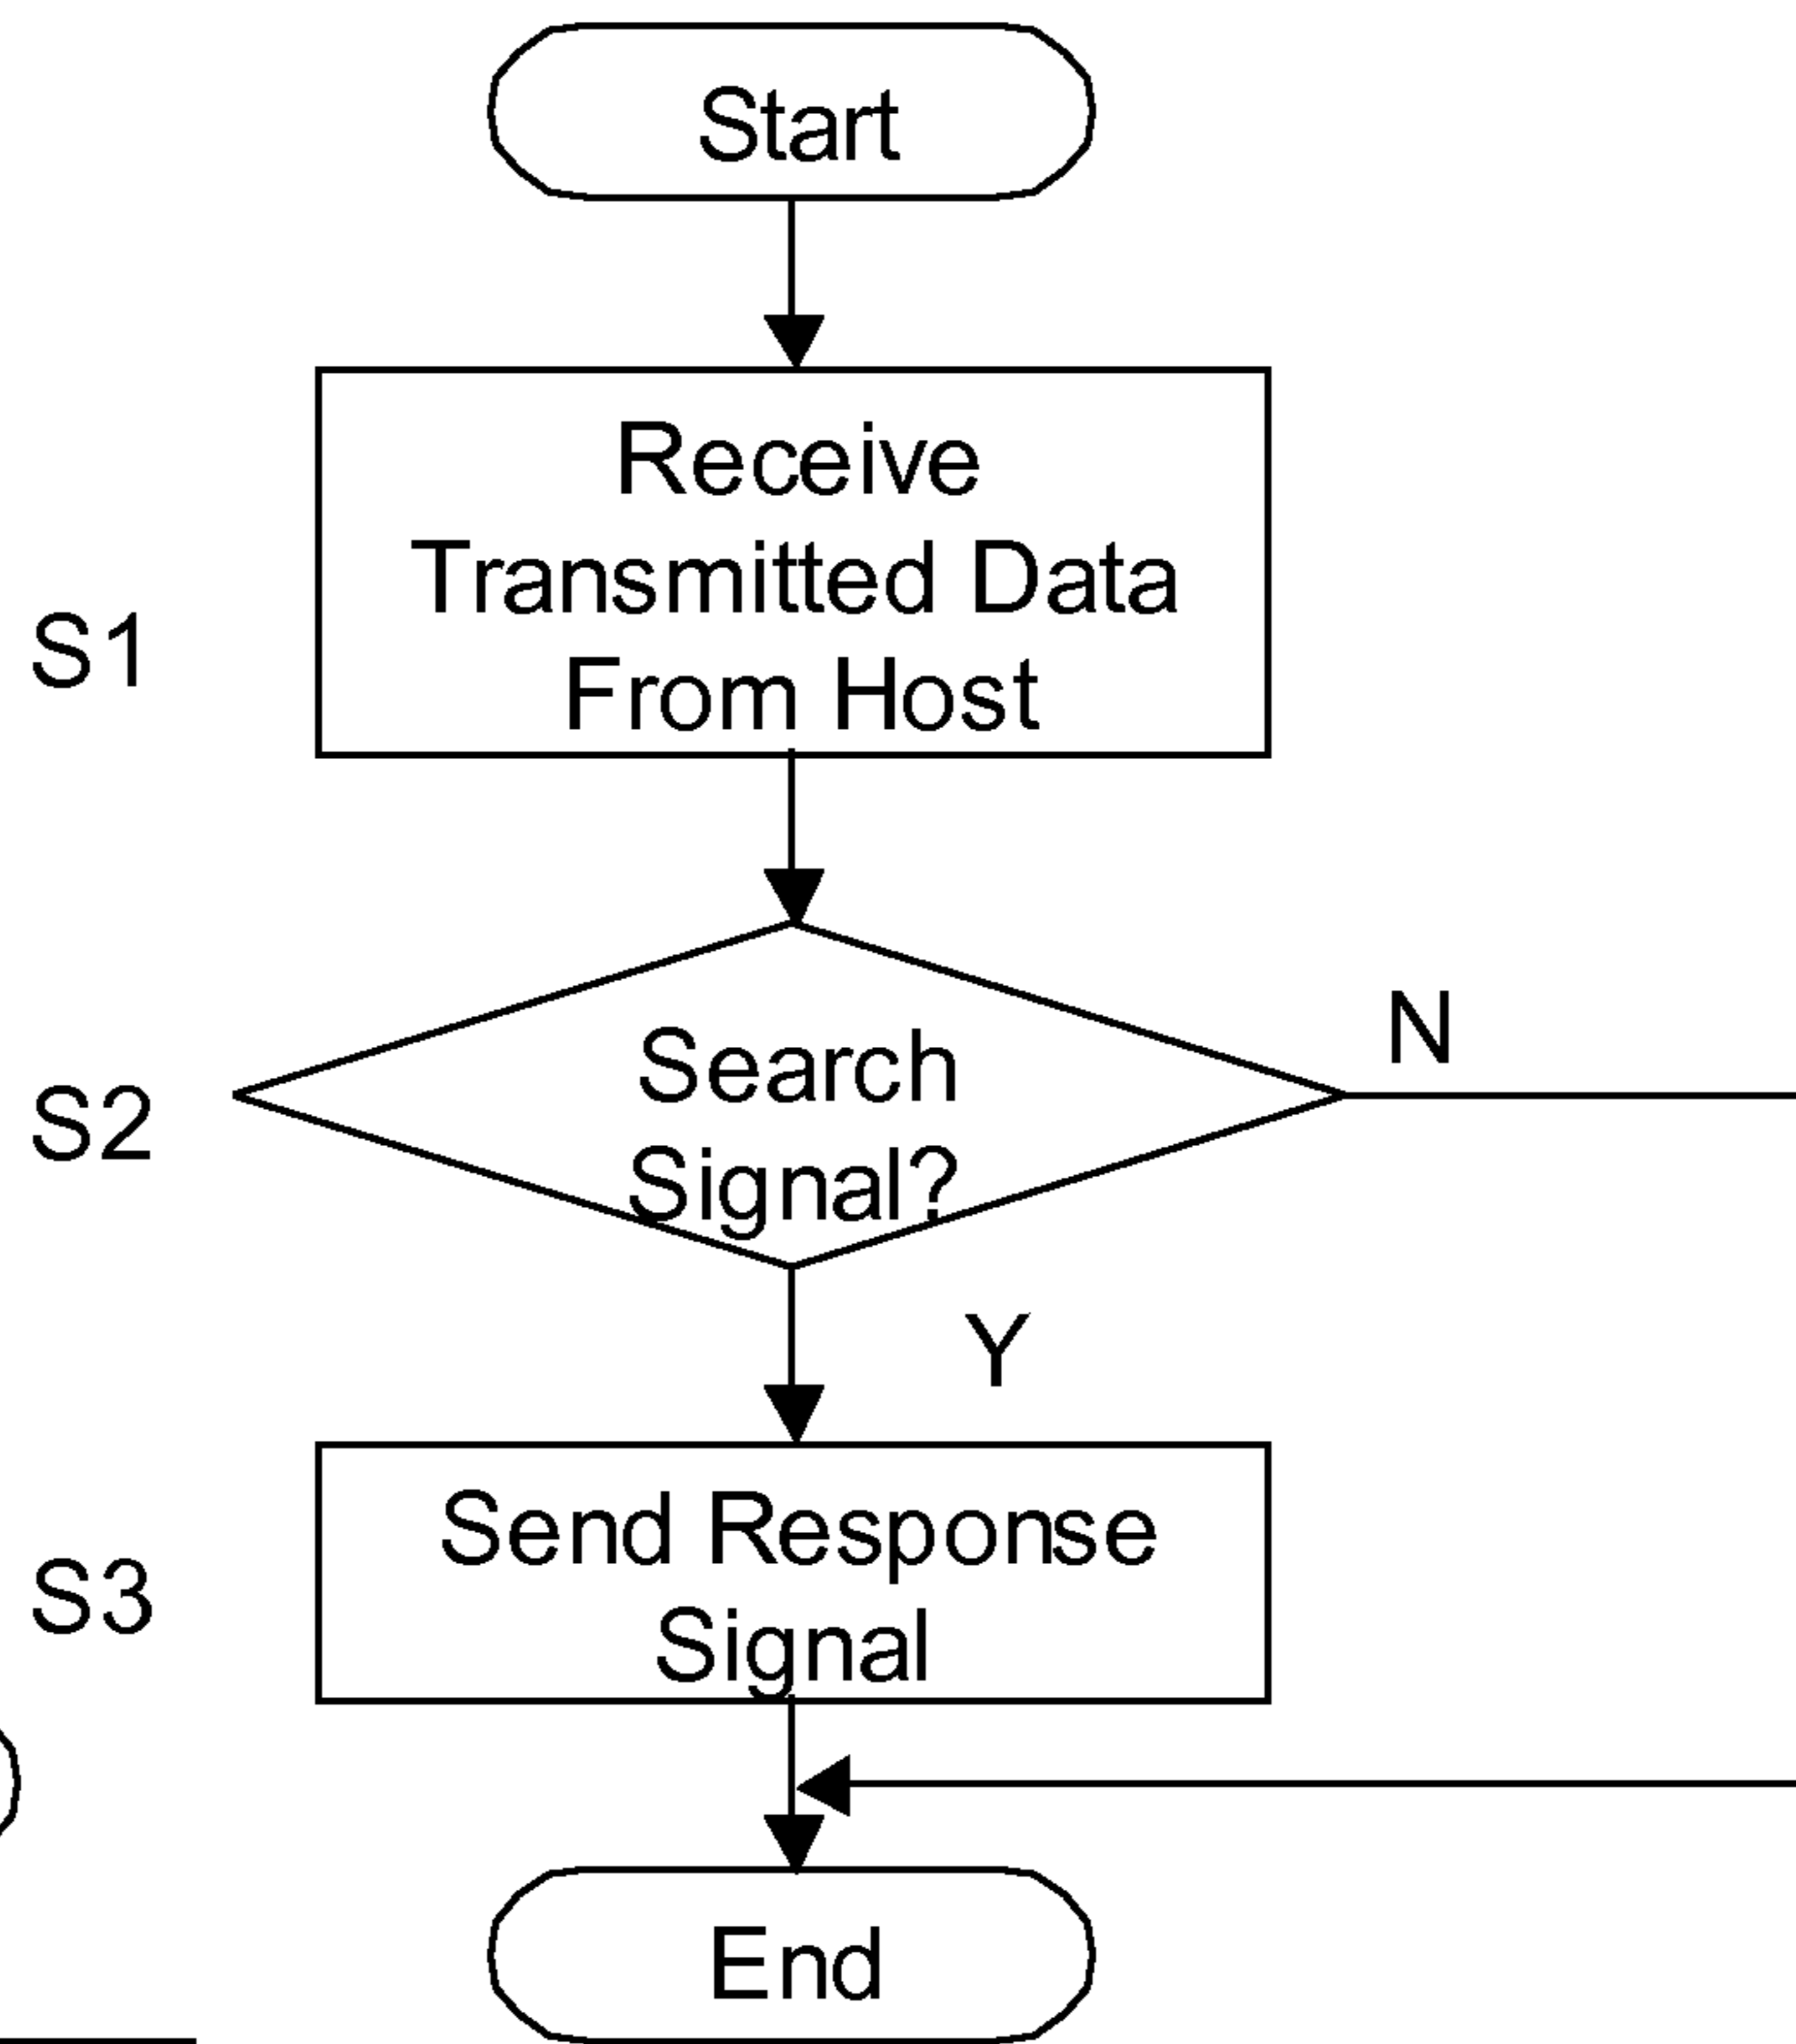 Start
Receive
Transmitted Data
From Host
S1
Search
Signal?
N
S2
Y
Send Response
Signal
S3
End